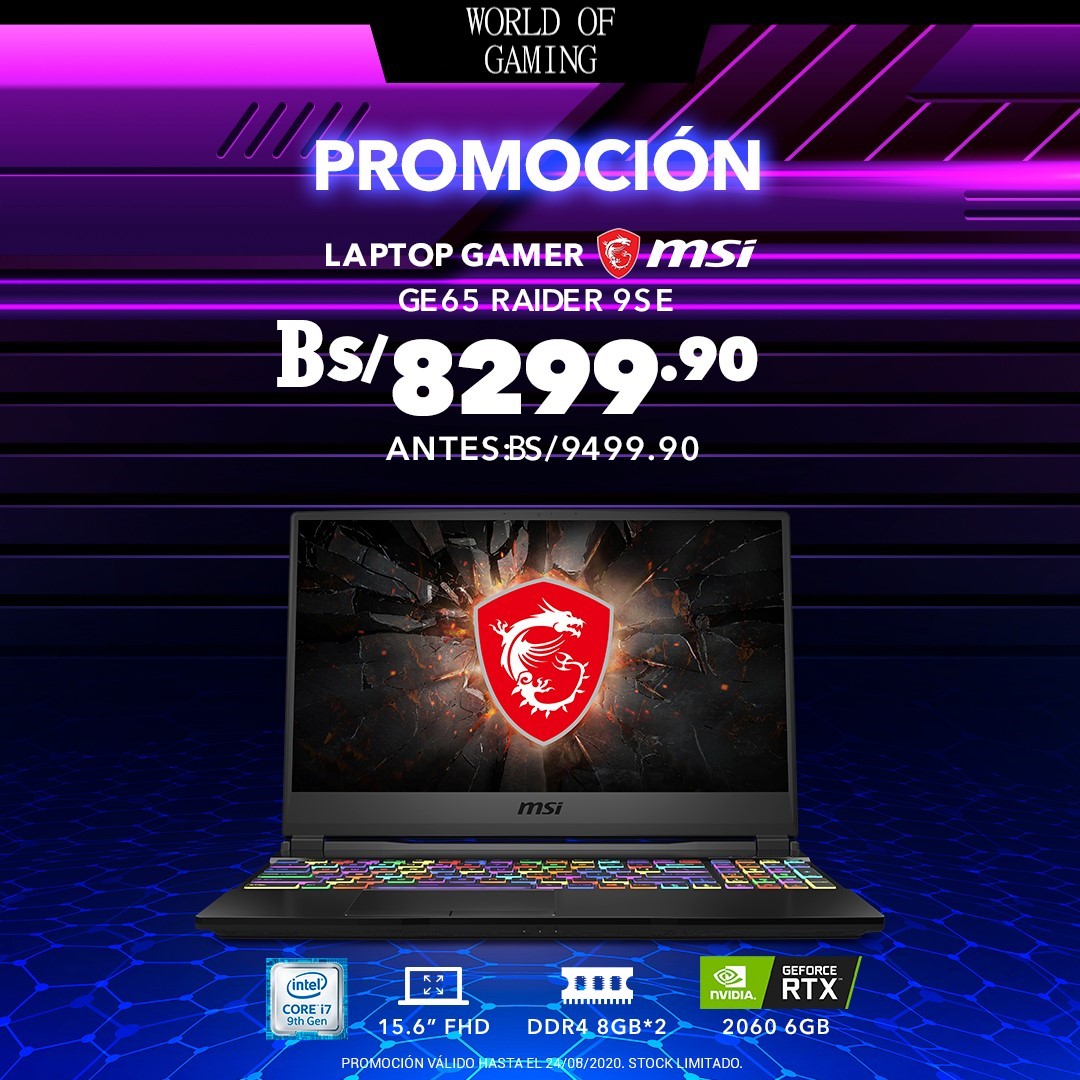 WORLD OF
GAMING
PROMOCIÓN
LAPTOP GAMER msi
GE65 RAIDER 9SE
Bs/8299.90
ANTES:BS/9499.90
msi
intel
CORE i7
9th Gen
15.6” FHD
DDR4 8GB*2
NVIDIA.
GEFORCE
RTX
2060 6GB
PROMOCIÓN VÁLIDO HASTA EL 24/08/2020. STOCK LIMITADO.